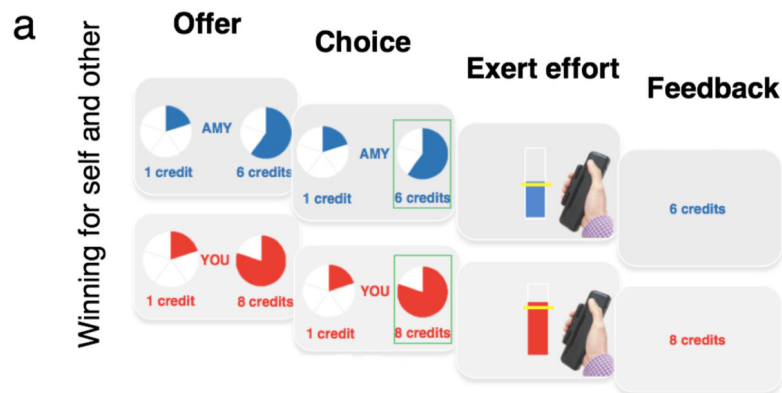 a
Winning for self and other
Offer
Choice
Exert effort
Feedback
AMY
1 credit
6 credits
AMY
1 credit
6 credits
6 credits
YOU
1 credit
8 credits
YOU
1 credit
8 credits
8 credits